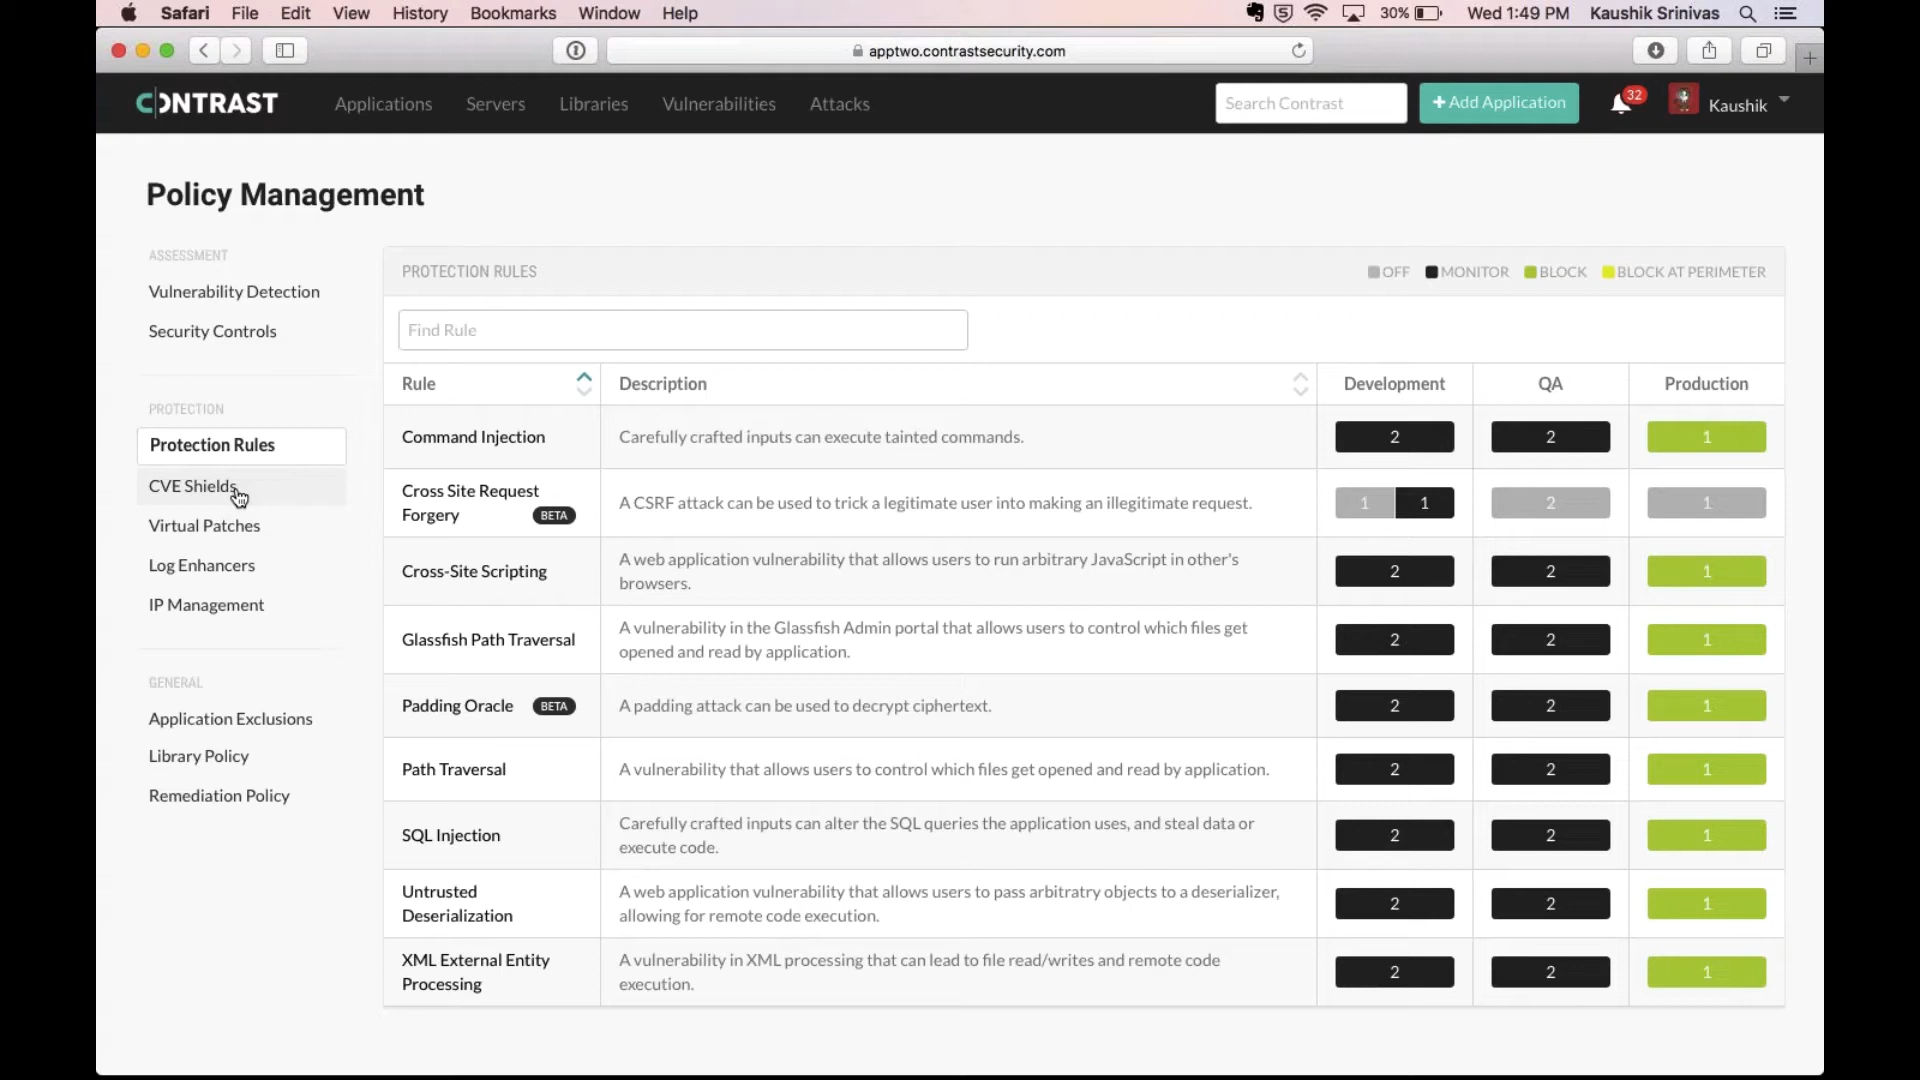 Safari File Edit View History Bookmarks Window Help 30% Wed 1:49 PM Kaushik Srinivas
apptwo.contrastsecurity.com
CONTRAST Applications Servers Libraries Vulnerabilities Attacks Search Contrast + Add Application 32 Kaushik
Policy Management
ASSESSMENT
Vulnerability Detection
Security Controls
PROTECTION
Protection Rules
CVE Shields
Virtual Patches
Log Enhancers
IP Management
GENERAL
Application Exclusions
Library Policy
Remediation Policy
PROTECTION RULES OFF MONITOR BLOCK BLOCK AT PERIMETER
Find Rule
Rule Description Development QA Production
Command Injection Carefully crafted inputs can execute tainted commands. 2 2 1
Cross Site Request
Forgery BETA A CSRF attack can be used to trick a legitimate user into making an illegitimate request. 1 1 2 1
Cross-Site Scripting A web application vulnerability that allows users to run arbitrary JavaScript in other's
browsers. 2 2 1
Glassfish Path Traversal A vulnerability in the Glassfish Admin portal that allows users to control which files get
opened and read by application. 2 2 1
Padding Oracle BETA A padding attack can be used to decrypt ciphertext. 2 2 1
Path Traversal A vulnerability that allows users to control which files get opened and read by application. 2 2 1
SQL Injection Carefully crafted inputs can alter the SQL queries the application uses, and steal data or
execute code. 2 2 1
Untrusted
Deserialization A web application vulnerability that allows users to pass arbitratry objects to a deserializer,
allowing for remote code execution. 2 2 1
XML External Entity
Processing A vulnerability in XML processing that can lead to file read/writes and remote code
execution. 2 2 1